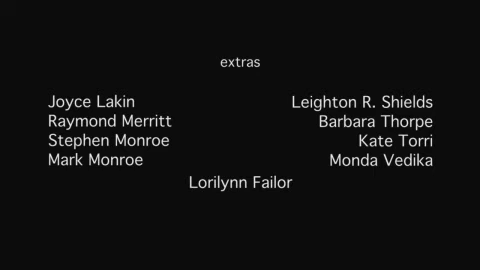 extras
Joyce Lakin
Raymond Merritt
Stephen Monroe
Mark Monroe
Leighton R. Shields
Barbara Thorpe
Kate Torri
Monda Vedika
Lorilynn Failor